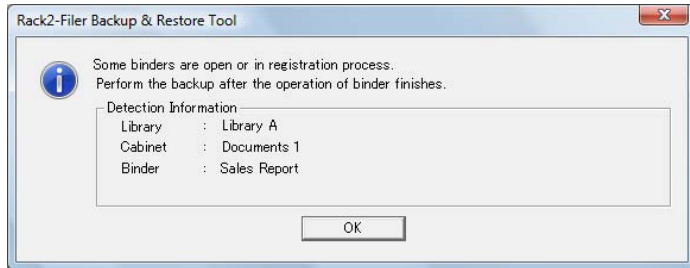 Rack2-Filer Backup & Restore Tool
Some binders are open or in registration process.
Perform the backup after the operation of binder finishes.
Detection Information
Library : Library A
Cabinet : Documents 1
Binder : Sales Report
OK